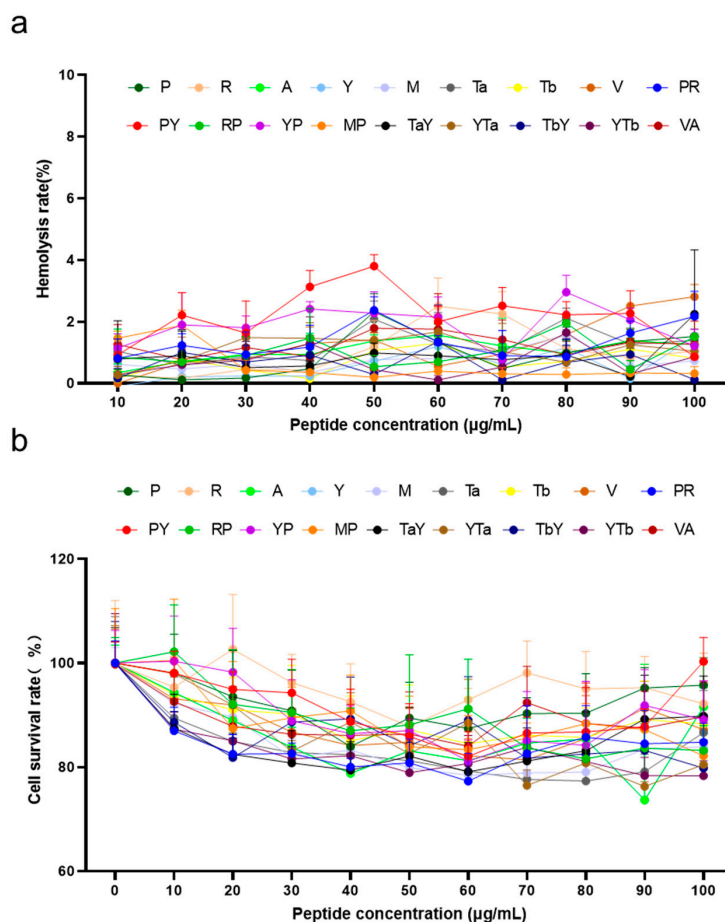 a
10
P R A Y M Ta Tb V PR
PY RP YP MP TaY YTa TbY YTb VA
8
6
4
2
0
Hemolysis rate(%)
10 20 30 40 50 60 70 80 90 100
Peptide concentration (μg/mL)
b
P R A Y M Ta Tb V PR
PY RP YP MP TaY YTa TbY YTb VA
120
100
80
60
Cell survival rate( %)
0 10 20 30 40 50 60 70 80 90 100
Peptide concentration (μg/mL)